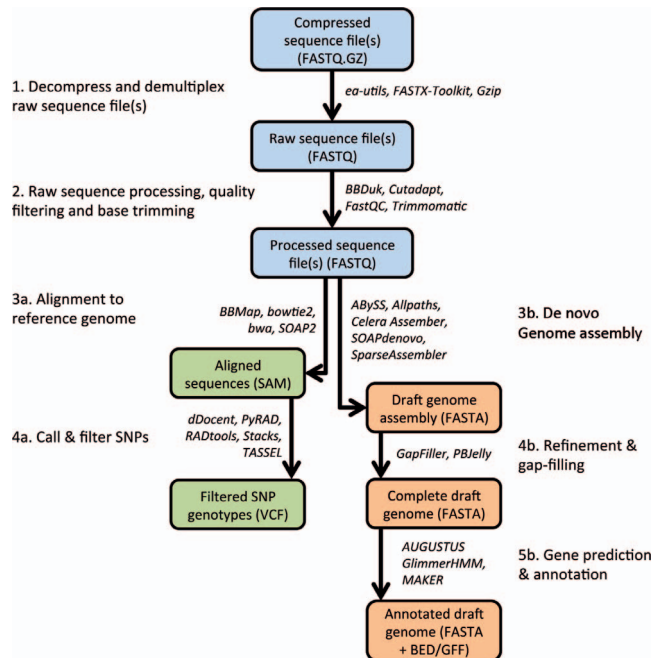 Compressed
sequence file(s)
(FASTQ.GZ)
1. Decompress and demultiplex
raw sequence file(s)
ea-utils, FASTX-Toolkit, Gzip
Raw sequence file(s)
(FASTQ)
2. Raw sequence processing, quality
filtering and base trimming
BBDuk, Cutadapt,
FastQC, Trimmomatic
Processed sequence
file(s) (FASTQ)
3a. Alignment to
reference genome
BBMap, bowtie2,
bwa, SOAP2
ABySS, Allpaths,
Celera Assember,
SOAPdenovo,
SparseAssembler
3b. De novo
Genome assembly
Aligned
sequences (SAM)
Draft genome
assembly (FASTA)
4a. Call & filter SNPs
dDocent, PyRAD,
RADtools, Stacks,
TASSEL
GapFiller, PBJelly
4b. Refinement &
gap-filling
Filtered SNP
genotypes (VCF)
Complete draft
genome (FASTA)
AUGUSTUS
GlimmerHMM,
MAKER
5b. Gene prediction
& annotation
Annotated draft
genome (FASTA
+ BED/GFF)